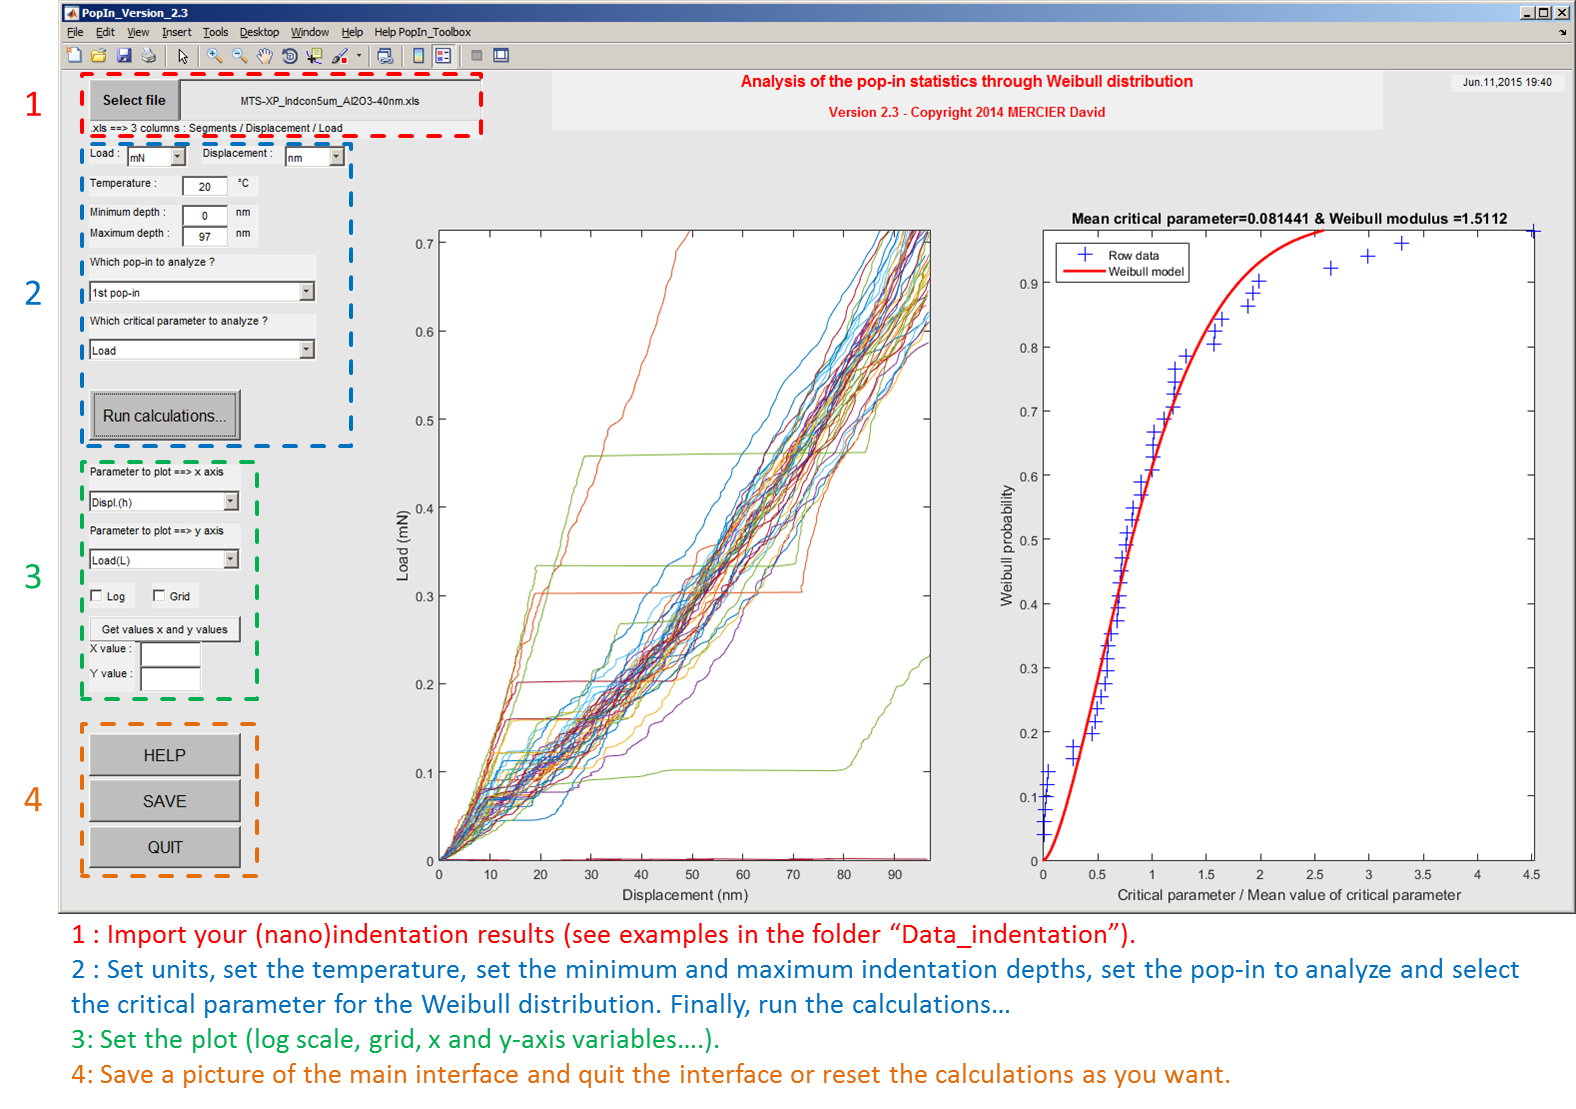 PopIn_Version_2.3
File Edit View Insert Tools Desktop Window Help Help PopIn_Toolbox
1
Select file
MTS-XP_Indcon5um_Al2O3-40nm.xls
.xls ==> 3 columns : Segments / Displacement / Load
Analysis of the pop-in statistics through Weibull distribution
Version 2.3 - Copyright 2014 MERCIER David
Jun.11,2015 19:40
2
Load : mN Displacement : nm
Temperature : 20 °C
Minimum depth : 0 nm
Maximum depth : 97 nm
Which pop-in to analyze ?
1st pop-in
Which critical parameter to analyze ?
Load
Run calculations...
3
Parameter to plot ==> x axis
Displ.(h)
Parameter to plot ==> y axis
Load(L)
Log Grid
Get values x and y values
X value :
Y value :
4
HELP
SAVE
QUIT
0.7
0.6
0.5
0.4
0.3
0.2
0.1
0
Load (mN)
0 10 20 30 40 50 60 70 80 90
Displacement (nm)
Mean critical parameter=0.081441 & Weibull modulus =1.5112
Row data
Weibull model
0.9
0.8
0.7
0.6
0.5
0.4
0.3
0.2
0.1
0
Weibull probability
0 0.5 1 1.5 2 2.5 3 3.5 4 4.5
Critical parameter / Mean value of critical parameter
1 : Import your (nano)indentation results (see examples in the folder “Data_indentation”).
2 : Set units, set the temperature, set the minimum and maximum indentation depths, set the pop-in to analyze and select
the critical parameter for the Weibull distribution. Finally, run the calculations...
3: Set the plot (log scale, grid, x and y-axis variables....).
4: Save a picture of the main interface and quit the interface or reset the calculations as you want.